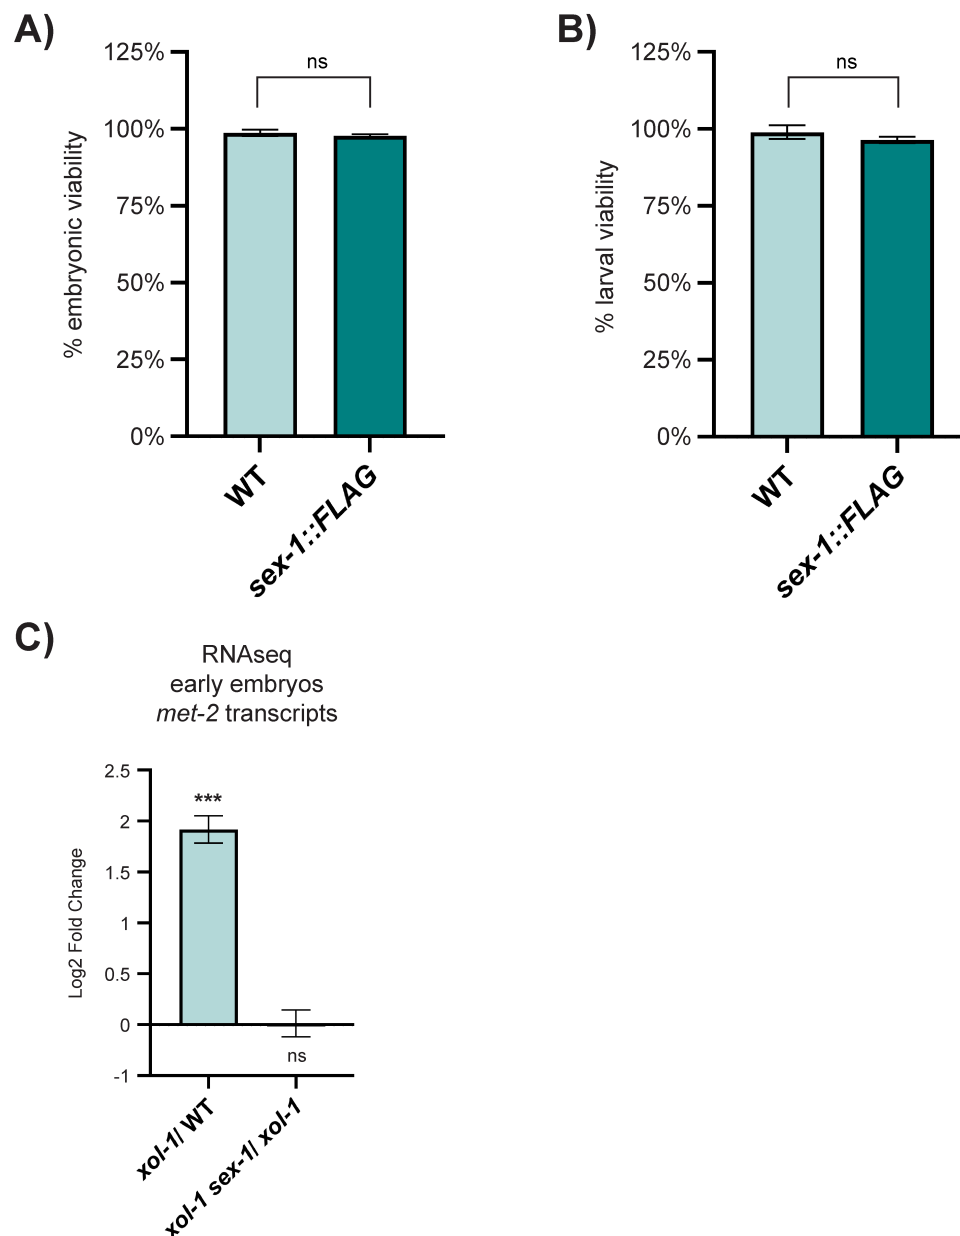 A)
125%
100%
75%
50%
25%
0%
% embryonic viability
ns
WT
sex-1::FLAG
B)
125%
100%
75%
50%
25%
0%
% larval viability
ns
WT
sex-1::FLAG
C)
RNAseq
early embryos
met-2 transcripts
2.5
2
1.5
1
0.5
0
-1
Log2 Fold Change
***
ns
xol-1/ WT
xol-1 sex-1/ xol-1